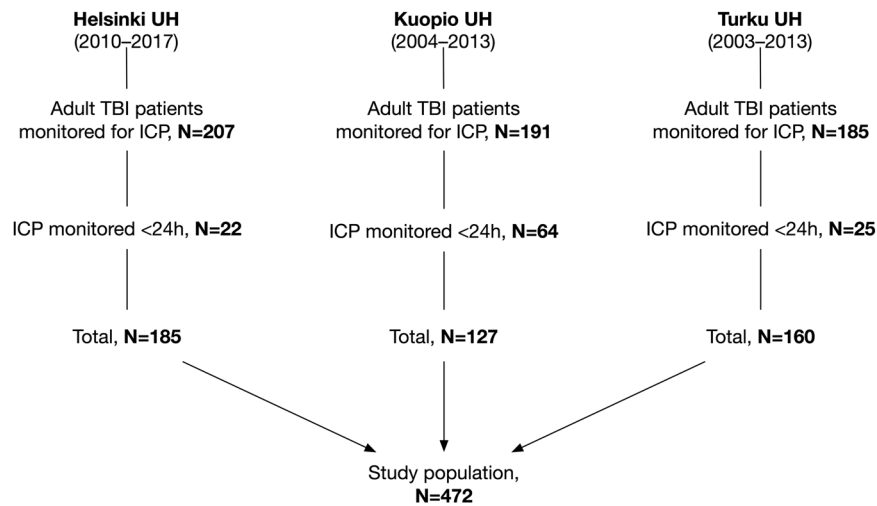 Helsinki UH
(2010–2017)
Adult TBI patients
monitored for ICP, N=207
ICP monitored <24h, N=22
Total, N=185
Kuopio UH
(2004–2013)
Adult TBI patients
monitored for ICP, N=191
ICP monitored <24h, N=64
Total, N=127
Turku UH
(2003–2013)
Adult TBI patients
monitored for ICP, N=185
ICP monitored <24h, N=25
Total, N=160
Study population,
N=472